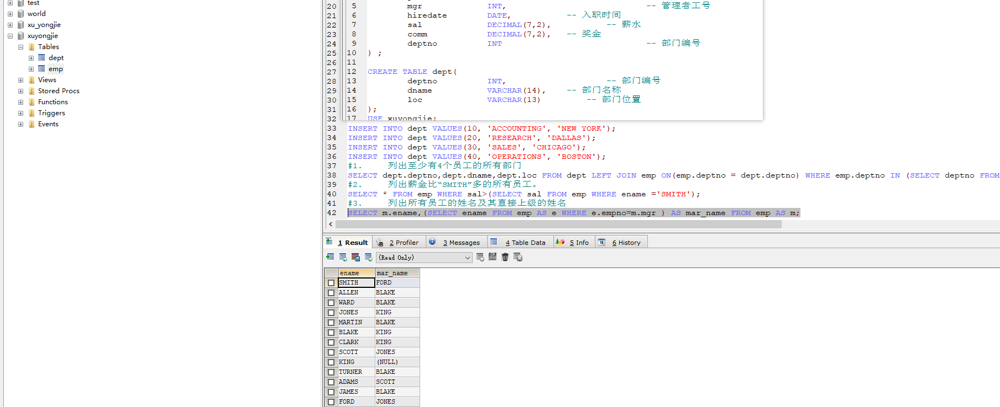 test
world
xu_yongjie
xuyongjie
Tables
dept
emp
Views
Stored Procs
Functions
Triggers
Events
20 5 mgr INT, -- 管理者工号
21 6 hiredate DATE, -- 入职时间
22 7 sal DECIMAL(7,2), -- 薪水
23 8 comm DECIMAL(7,2), -- 奖金
24 9 deptno INT -- 部门编号
25 10 ) ;
26 11
27 12 CREATE TABLE dept(
28 13 deptno INT, -- 部门编号
29 14 dname VARCHAR(14), -- 部门名称
30 15 loc VARCHAR(13) -- 部门位置
31 16 );
32 17 USE xuyongjie;
33 INSERT INTO dept VALUES(10, 'ACCOUNTING', 'NEW YORK');
34 INSERT INTO dept VALUES(20, 'RESEARCH', 'DALLAS');
35 INSERT INTO dept VALUES(30, 'SALES', 'CHICAGO');
36 INSERT INTO dept VALUES(40, 'OPERATIONS', 'BOSTON');
37 #1. 列出至少有4个员工的所有部门
38 SELECT dept.deptno,dept.dname,dept.loc FROM dept LEFT JOIN emp ON(emp.deptno = dept.deptno) WHERE emp.deptno IN (SELECT deptno FROM
39 #2. 列出薪金比“SMITH”多的所有员工。
40 SELECT * FROM emp WHERE sal>(SELECT sal FROM emp WHERE ename ='SMITH');
41 #3. 列出所有员工的姓名及其直接上级的姓名
42 SELECT m.ename,(SELECT ename FROM emp AS e WHERE e.empno=m.mgr ) AS mar_name FROM emp AS m;
1 Result 2 Profiler 3 Messages 4 Table Data 5 Info 6 History
(Read Only)
ename mar_name
SMITH FORD
ALLEN BLAKE
WARD BLAKE
JONES KING
MARTIN BLAKE
BLAKE KING
CLARK KING
SCOTT JONES
KING (NULL)
TURNER BLAKE
ADAMS SCOTT
JAMES BLAKE
FORD JONES